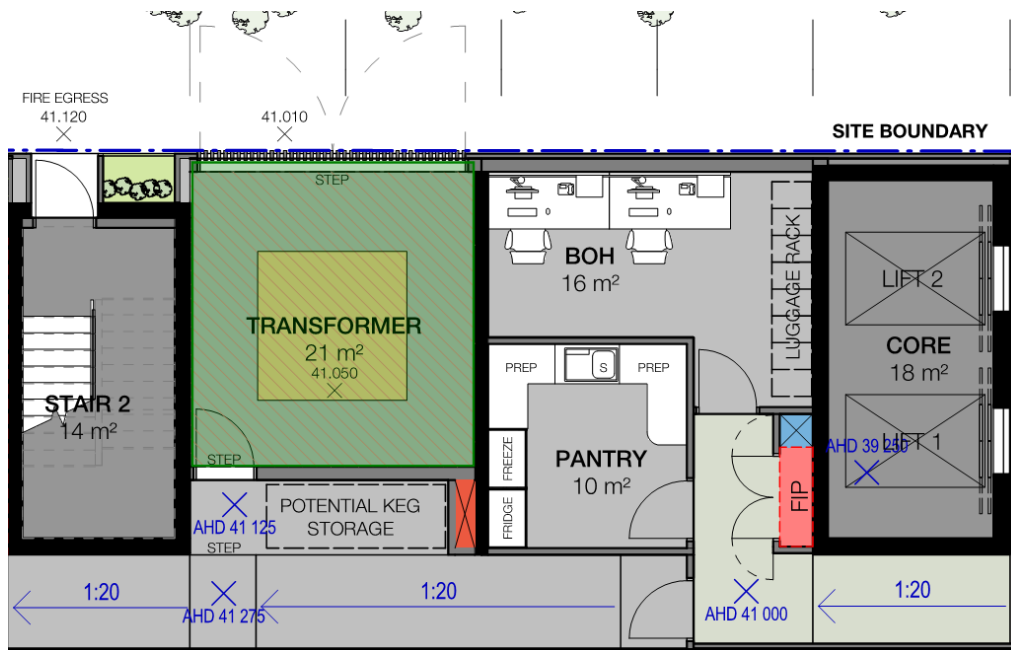 FIRE EGRESS
41.120
41.010
SITE BOUNDARY
STEP
BOH
16 m²
LUGGAGE RACK
LIFT 2
TRANSFORMER
21 m²
41.050
CORE
18 m²
PREP
S
PREP
STAIR 2
14 m²
LIFT 1
AHD 39 250
STEP
FREEZE
PANTRY
10 m²
FIP
FRIDGE
POTENTIAL KEG
STORAGE
AHD 41 125
STEP
1:20
1:20
1:20
AHD 41 275
AHD 41 000